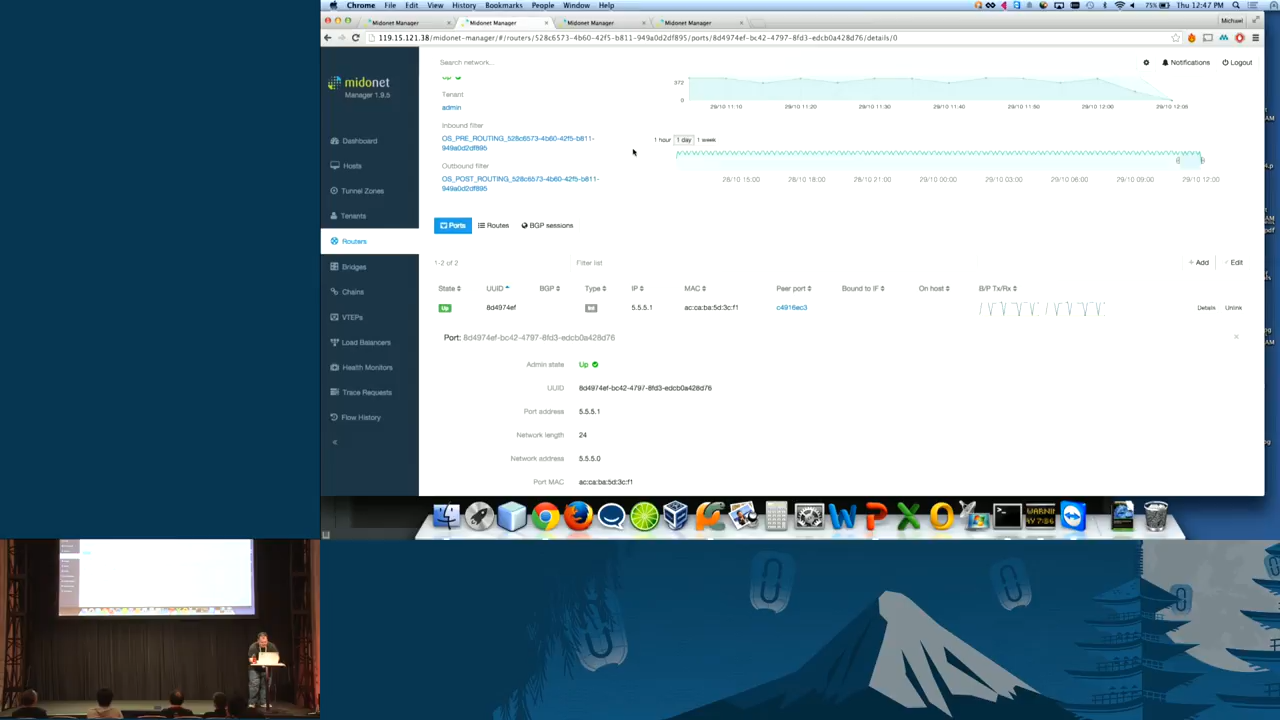 Chrome File Edit View History Bookmarks People Window Help
75% Thu 12:47 PM
Midonet Manager
Midonet Manager
Midonet Manager
Midonet Manager
Michael
119.15.121.38/midonet-manager/#/routers/528c6573-4b60-42f5-b811-949a0d2df895/ports/8d4974ef-bc42-4797-8fd3-edcb0a428d76/details/0
midonet
Manager 1.9.5
Dashboard
Hosts
Tunnel Zones
Tenants
Routers
Bridges
Chains
VTEPs
Load Balancers
Health Monitors
Trace Requests
Flow History
Search network...
Notifications
Logout
Up
Tenant
admin
Inbound filter
OS_PRE_ROUTING_528c6573-4b60-42f5-b811-
949a0d2df895
Outbound filter
OS_POST_ROUTING_528c6573-4b60-42f5-b811-
949a0d2df895
372
0
29/10 11:10 29/10 11:20 29/10 11:30 29/10 11:40 29/10 11:50 29/10 12:00 29/10 12:08
1 hour 1 day 1 week
28/10 15:00 28/10 18:00 28/10 21:00 29/10 00:00 29/10 03:00 29/10 06:00 29/10 09:00 29/10 12:00
Ports Routes BGP sessions
1-2 of 2 Filter list + Add Edit
State UUID BGP Type IP MAC Peer port Bound to IF On host B/P Tx/Rx
Up 8d4974ef 5.5.5.1 ac:ca:ba:5d:3c:f1 c4916ec3 Details Unlink
Port: 8d4974ef-bc42-4797-8fd3-edcb0a428d76
Admin state Up
UUID 8d4974ef-bc42-4797-8fd3-edcb0a428d76
Port address 5.5.5.1
Network length 24
Network address 5.5.5.0
Port MAC ac:ca:ba:5d:3c:f1